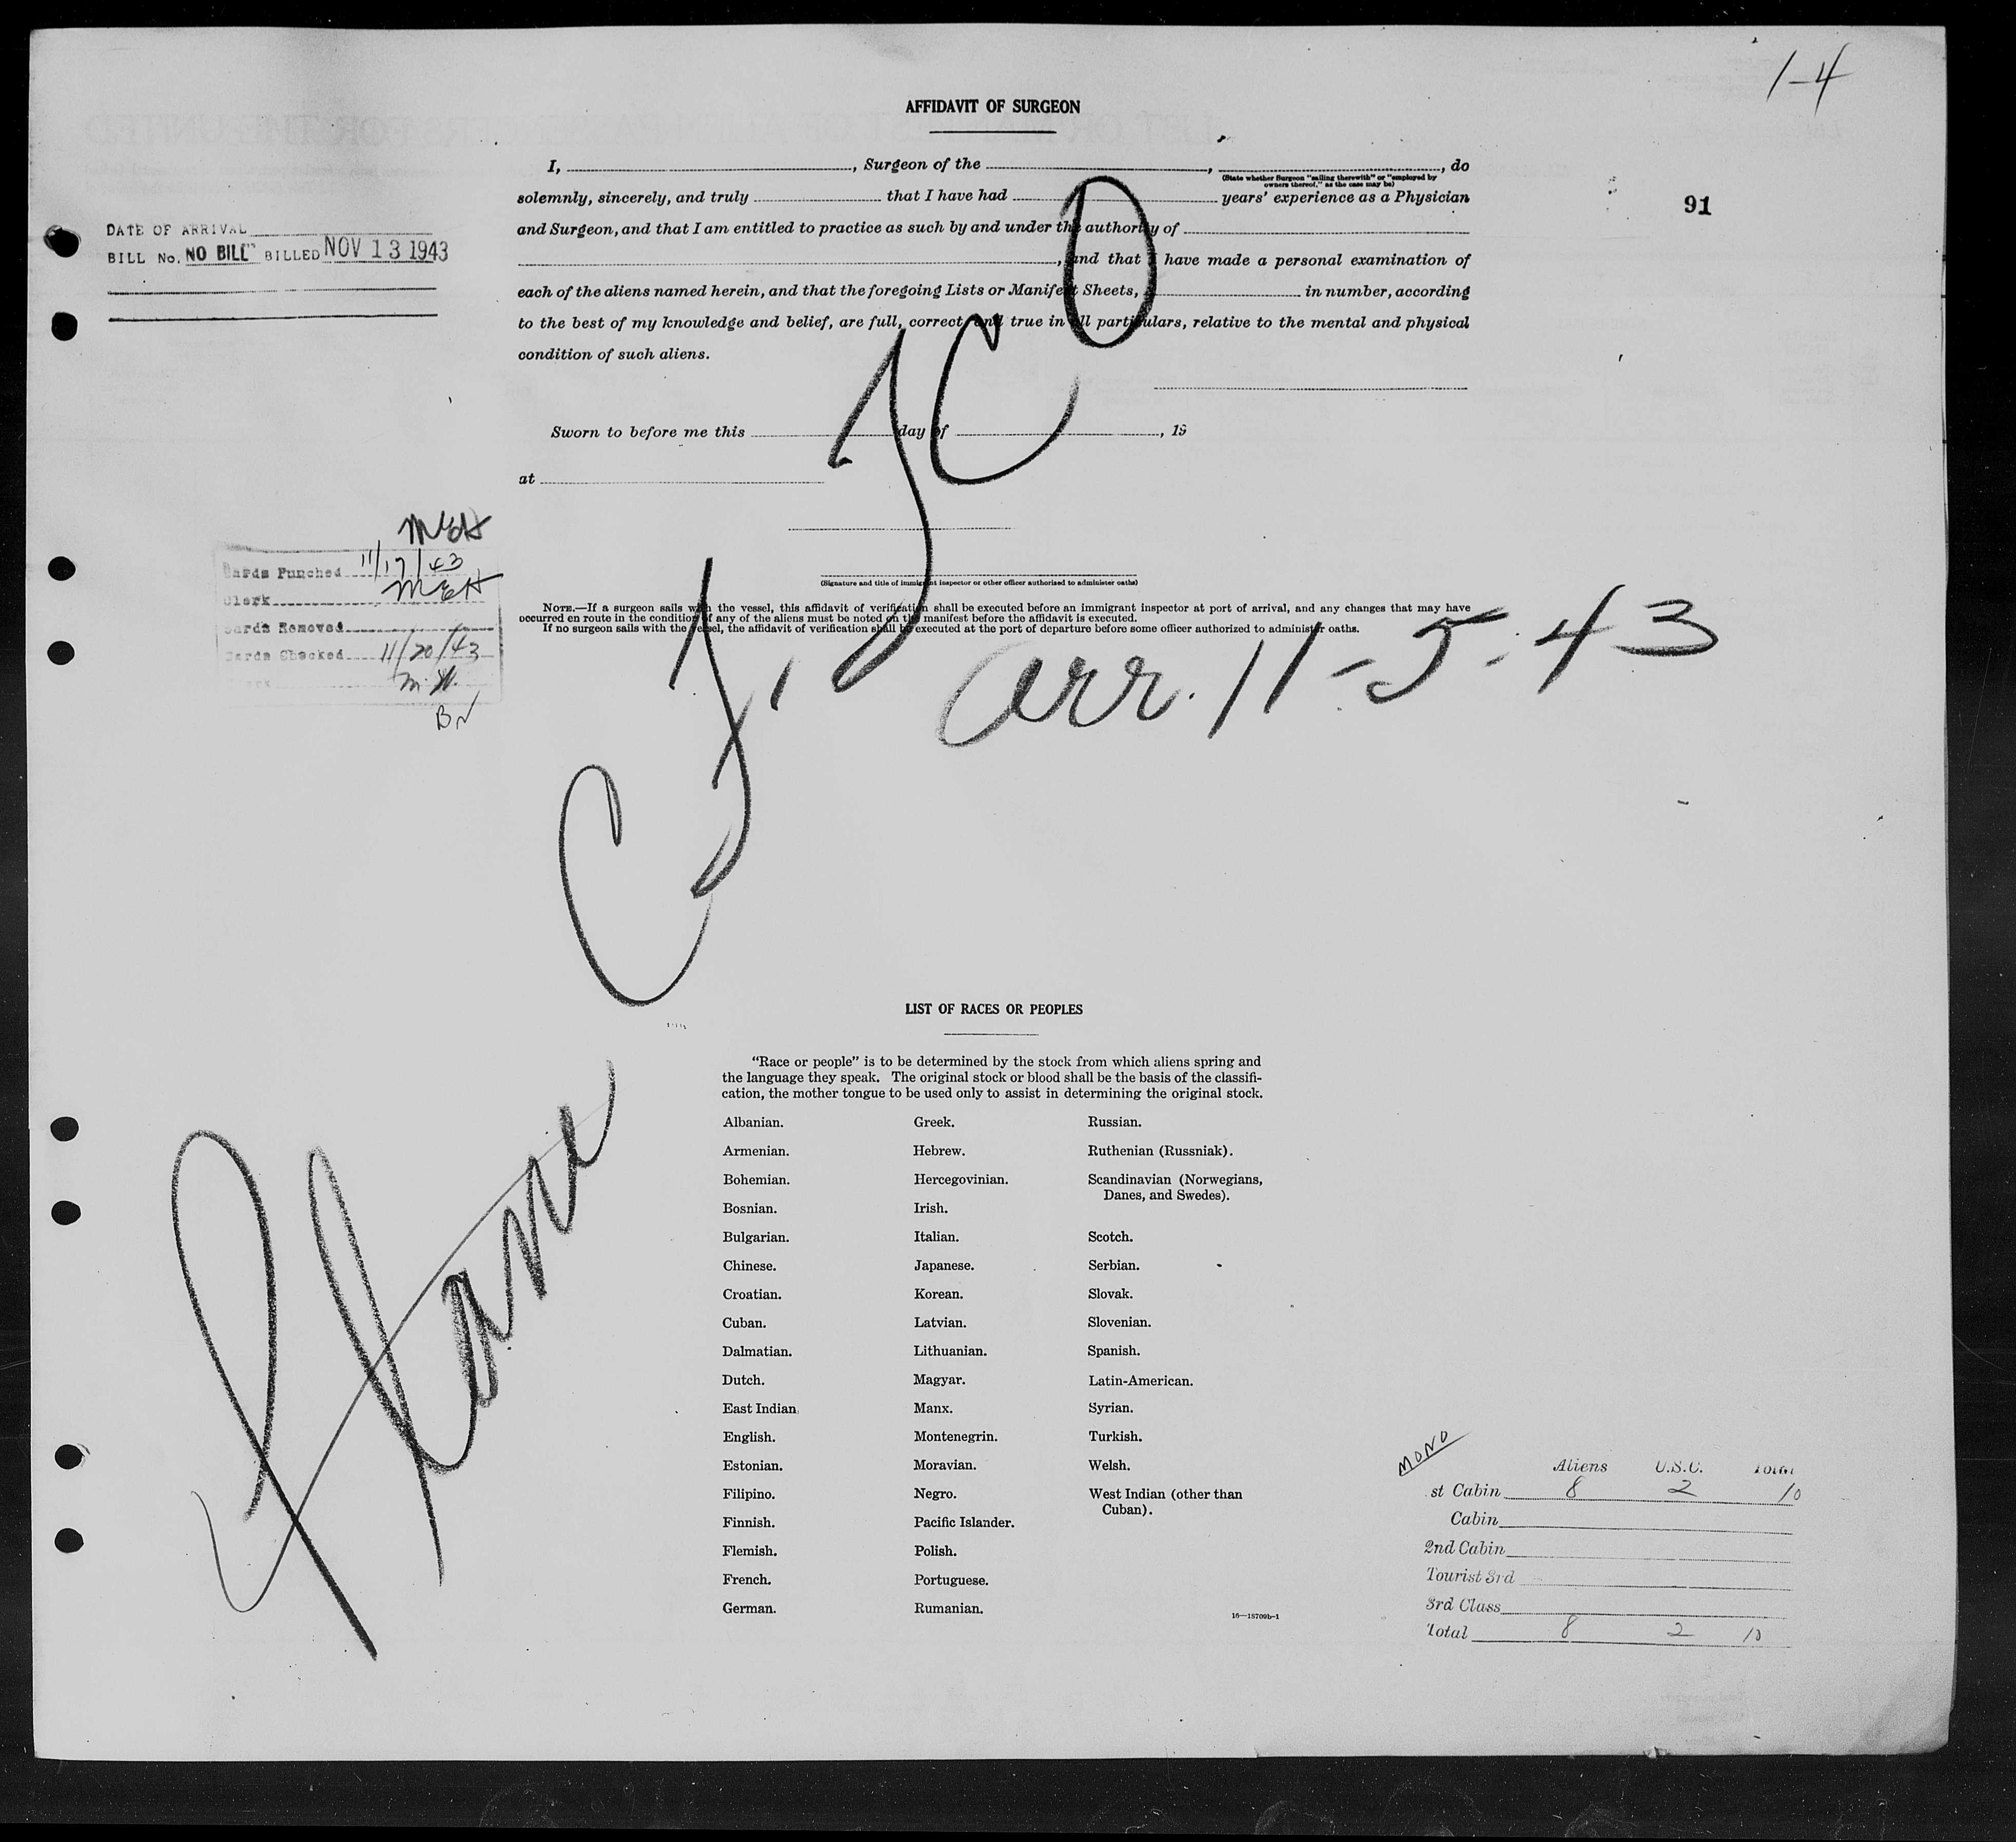 1-4
AFFIDAVIT OF SURGEON
91
I, , Surgeon of the , , do
(State whether Surgeon "sailing therewith" or "employed by
owners thereof," as the case may be)
solemnly, sincerely, and truly that I have had years' experience as a Physician
and Surgeon, and that I am entitled to practice as such by and under the authority of
, and that I have made a personal examination of
each of the aliens named herein, and that the foregoing Lists or Manifest Sheets, in number, according
to the best of my knowledge and belief, are full, correct, and true in all particulars, relative to the mental and physical
condition of such aliens.
Sworn to before me this day of , 19
at
(Signature and title of immigrant inspector or other officer authorized to administer oaths)
NOTE.—If a surgeon sails with the vessel, this affidavit of verification shall be executed before an immigrant inspector at port of arrival, and any changes that may have
occurred en route in the condition of any of the aliens must be noted on the manifest before the affidavit is executed.
If no surgeon sails with the vessel, the affidavit of verification shall be executed at the port of departure before some officer authorized to administer oaths.
DATE OF ARRIVAL
BILL No. NO BILL BILLED NOV 13 1943
MEH
Cards Punched 11/17/43
Clerk MEH
Cards Removed
Cards Checked 11/20/43
Clerk M.H.
BN
arr. 11-5-43
LIST OF RACES OR PEOPLES
"Race or people" is to be determined by the stock from which aliens spring and
the language they speak. The original stock or blood shall be the basis of the classifi-
cation, the mother tongue to be used only to assist in determining the original stock.
Albanian. Greek. Russian.
Armenian. Hebrew. Ruthenian (Russniak).
Bohemian. Hercegovinian. Scandinavian (Norwegians,
Danes, and Swedes).
Bosnian. Irish.
Bulgarian. Italian. Scotch.
Chinese. Japanese. Serbian.
Croatian. Korean. Slovak.
Cuban. Latvian. Slovenian.
Dalmatian. Lithuanian. Spanish.
Dutch. Magyar. Latin-American.
East Indian. Manx. Syrian.
English. Montenegrin. Turkish.
Estonian. Moravian. Welsh.
Filipino. Negro. West Indian (other than
Cuban).
Finnish. Pacific Islander.
Flemish. Polish.
French. Portuguese.
German. Rumanian.
16—18709b-1
MONO
Aliens U.S.C. Total
st Cabin 8 2 10
Cabin
2nd Cabin
Tourist 3rd
3rd Class
Total 8 2 10